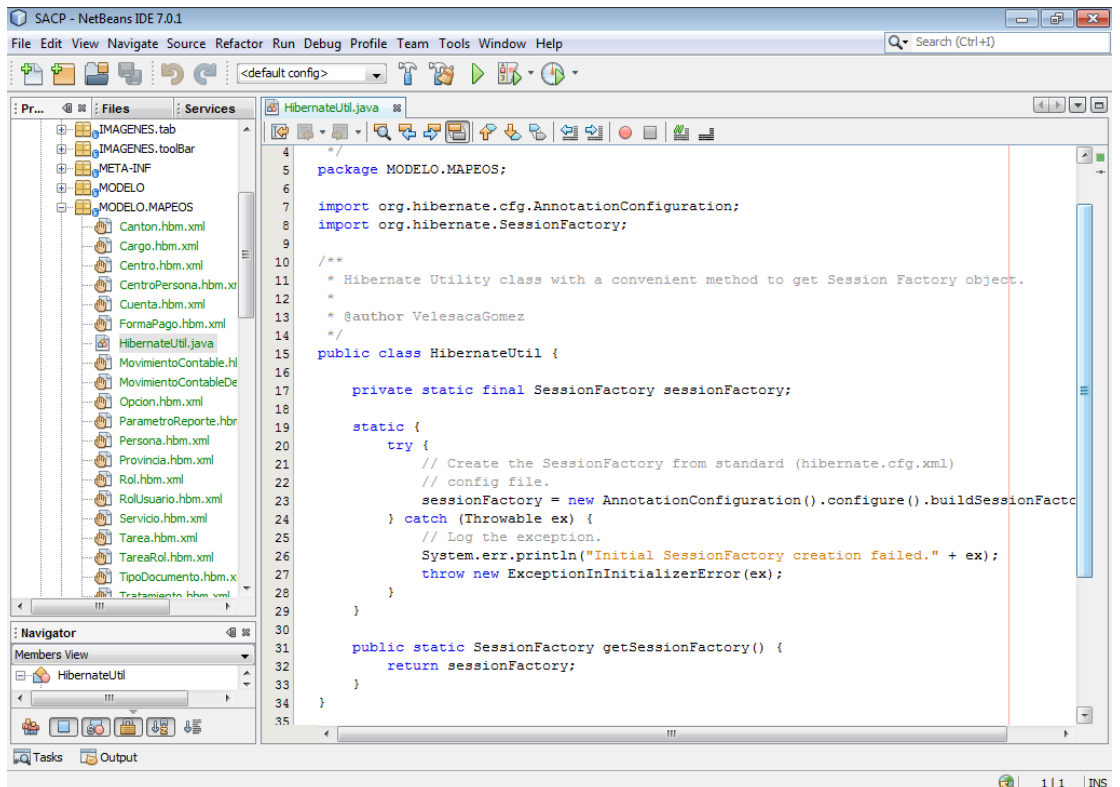 SACP - NetBeans IDE 7.0.1
File Edit View Navigate Source Refactor Run Debug Profile Team Tools Window Help
Search (Ctrl+I)
<default config>
Pr...
Files
Services
IMAGENES.tab
IMAGENES.toolBar
META-INF
MODELO
MODELO.MAPEOS
Canton.hbm.xml
Cargo.hbm.xml
Centro.hbm.xml
CentroPersona.hbm.xr
Cuenta.hbm.xml
FormaPago.hbm.xml
HibernateUtil.java
MovimientoContable.hl
MovimientoContableDe
Opcion.hbm.xml
ParametroReporte.hbr
Persona.hbm.xml
Provincia.hbm.xml
Rol.hbm.xml
RolUsuario.hbm.xml
Servicio.hbm.xml
Tarea.hbm.xml
TareaRol.hbm.xml
TipoDocumento.hbm.x
Tratamiento.hbm.xml
Navigator
Members View
HibernateUtil
HibernateUtil.java
4 */
5 package MODELO.MAPEOS;
6
7 import org.hibernate.cfg.AnnotationConfiguration;
8 import org.hibernate.SessionFactory;
9
10 /**
11 * Hibernate Utility class with a convenient method to get Session Factory object.
12 *
13 * @author VelesacaGomez
14 */
15 public class HibernateUtil {
16
17 private static final SessionFactory sessionFactory;
18
19 static {
20 try {
21 // Create the SessionFactory from standard (hibernate.cfg.xml)
22 // config file.
23 sessionFactory = new AnnotationConfiguration().configure().buildSessionFacto
24 } catch (Throwable ex) {
25 // Log the exception.
26 System.err.println("Initial SessionFactory creation failed." + ex);
27 throw new ExceptionInInitializerError(ex);
28 }
29 }
30
31 public static SessionFactory getSessionFactory() {
32 return sessionFactory;
33 }
34 }
35
Tasks
Output
1 | 1
INS